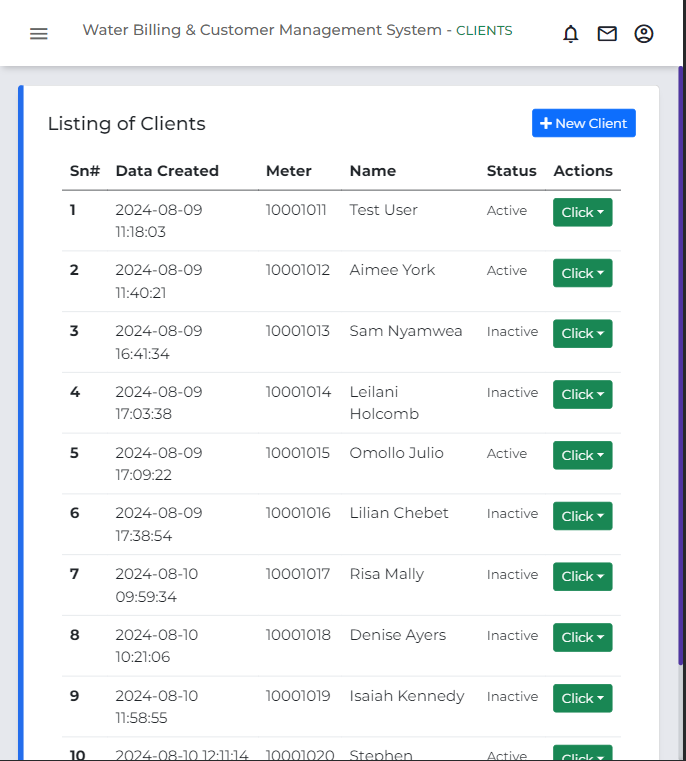 Water Billing & Customer Management System - CLIENTS
Listing of Clients
New Client
Sn# Data Created Meter Name Status Actions
1 2024-08-09 10001011 Test User Active Click
11:18:03
2 2024-08-09 10001012 Aimee York Active Click
11:40:21
3 2024-08-09 10001013 Sam Nyamwea Inactive Click
16:41:34
4 2024-08-09 10001014 Leilani Inactive Click
17:03:38 Holcomb
5 2024-08-09 10001015 Omollo Julio Active Click
17:09:22
6 2024-08-09 10001016 Lilian Chebet Inactive Click
17:38:54
7 2024-08-10 10001017 Risa Mally Inactive Click
09:59:34
8 2024-08-10 10001018 Denise Ayers Inactive Click
10:21:06
9 2024-08-10 10001019 Isaiah Kennedy Inactive Click
11:58:55
10 2024-08-10 12:11:14 10001020 Stephen Active Click